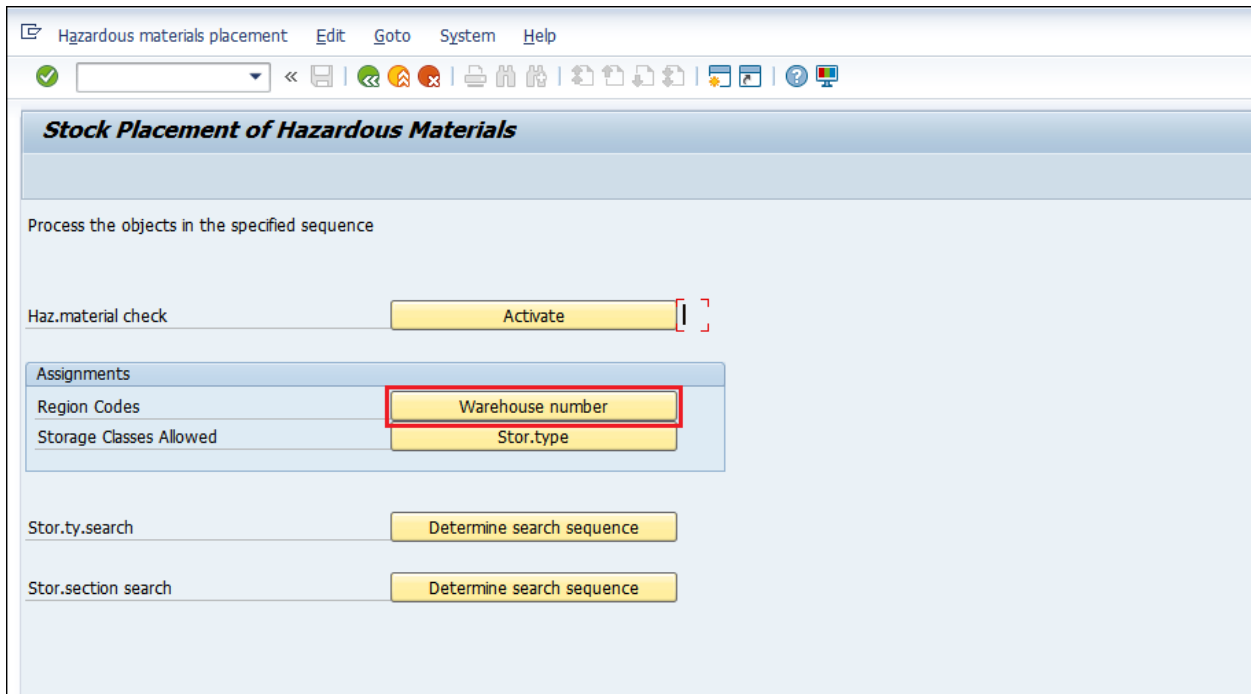 Hazardous materials placement Edit Goto System Help
Stock Placement of Hazardous Materials
Process the objects in the specified sequence
Haz.material check Activate
Assignments
Region Codes Warehouse number
Storage Classes Allowed Stor.type
Stor.ty.search Determine search sequence
Stor.section search Determine search sequence